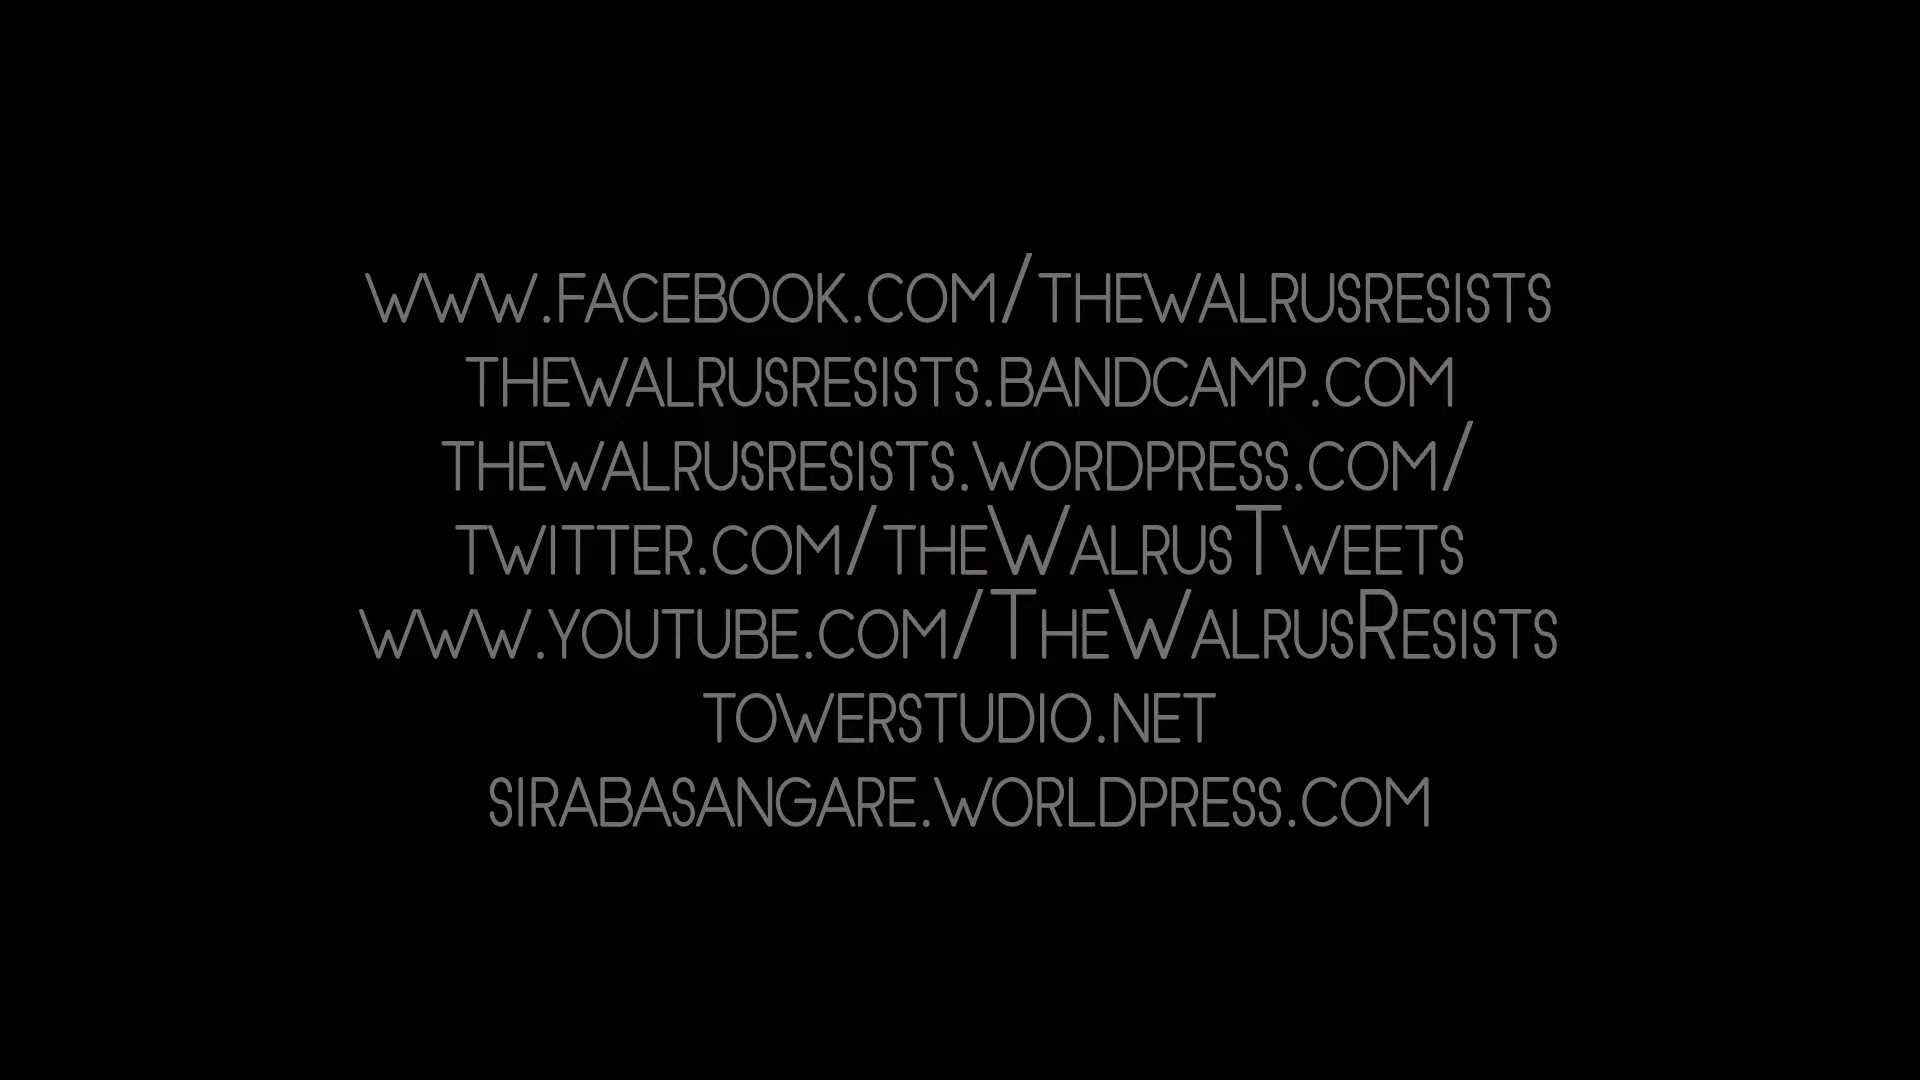 www.facebook.com/thewalrusresists
thewalrusresists.bandcamp.com
thewalrusresists.wordpress.com/
twitter.com/theWalrusTweets
www.youtube.com/TheWalrusResists
towerstudio.net
sirabasangare.worldpress.com